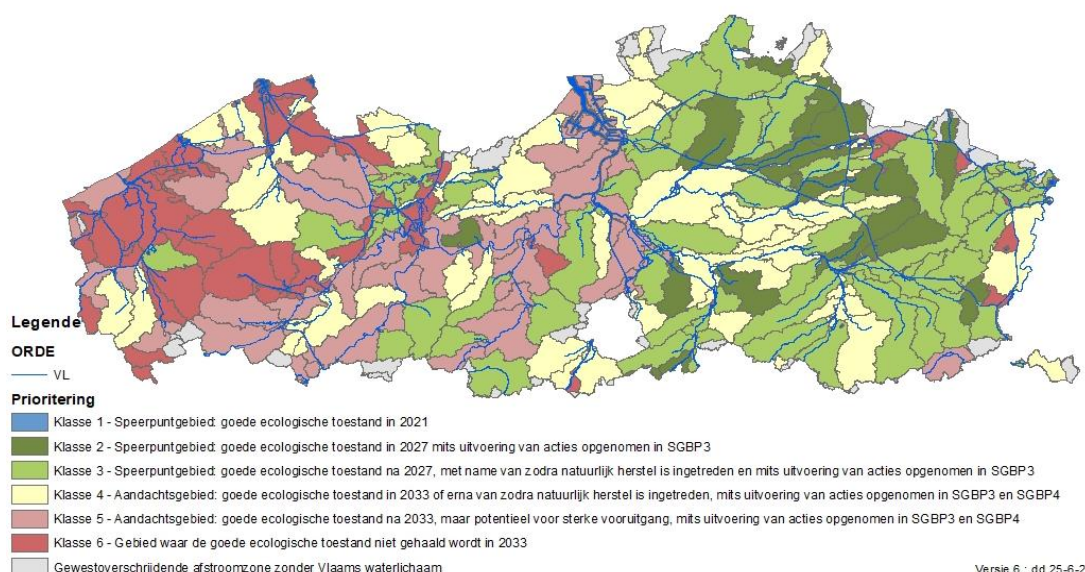 Legende
ORDE
VL
Prioritering
Klasse 1 - Speerpuntgebied: goede ecologische toestand in 2021
Klasse 2 - Speerpuntgebied: goede ecologische toestand in 2027 mits uitvoering van acties opgenomen in SGBP3
Klasse 3 - Speerpuntgebied: goede ecologische toestand na 2027, met name van zodra natuurlijk herstel is ingetreden en mits uitvoering van acties opgenomen in SGBP3
Klasse 4 - Aandachtsgebied: goede ecologische toestand in 2033 of erna van zodra natuurlijk herstel is ingetreden, mits uitvoering van acties opgenomen in SGBP3 en SGBP4
Klasse 5 - Aandachtsgebied: goede ecologische toestand na 2033, maar potentieel voor sterke vooruitgang, mits uitvoering van acties opgenomen in SGBP3 en SGBP4
Klasse 6 - Gebied waar de goede ecologische toestand niet gehaald wordt in 2033
Gewestoverschrijdende afstroomzone zonder Vlaams waterlichaam
Versie 6 : dd 25-6-2